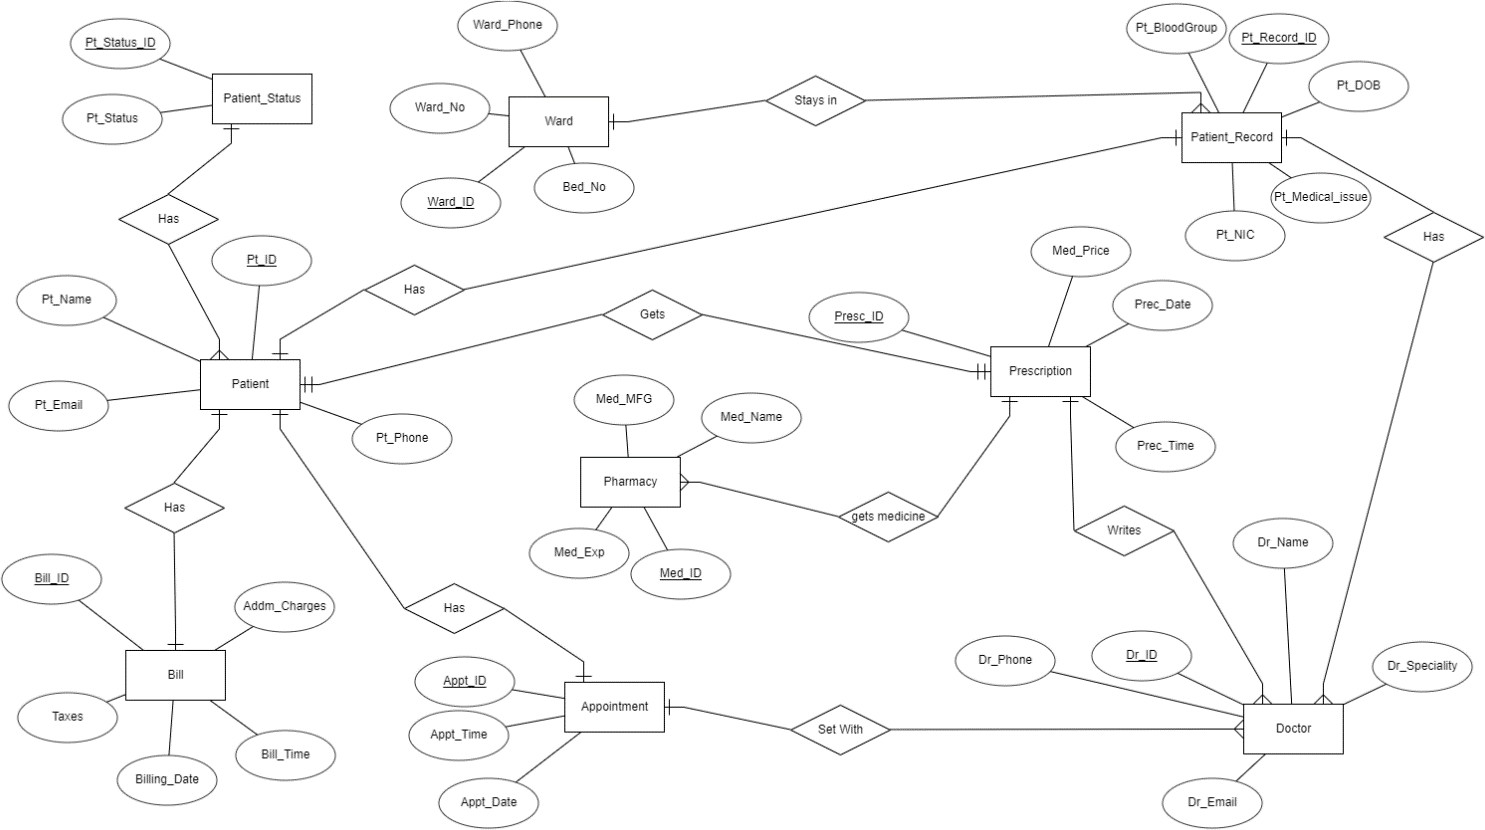 Ward_Phone
Pt_BloodGroup
Pt_Record_ID
Pt_Status_ID
Pt_DOB
Patient_Status
Stays in
Ward_No
Pt_Status
Ward
Patient_Record
Bed_No
Pt_Medical_issue
Ward_ID
Has
Pt_NIC
Has
Med_Price
Pt_ID
Has
Pt_Name
Prec_Date
Gets
Presc_ID
Prescription
Patient
Med_MFG
Pt_Email
Med_Name
Pt_Phone
Prec_Time
Pharmacy
Has
gets medicine
Writes
Dr_Name
Med_Exp
Med_ID
Bill_ID
Addm_Charges
Has
Dr_ID
Dr_Phone
Dr_Speciality
Bill
Appt_ID
Appointment
Taxes
Set With
Doctor
Appt_Time
Bill_Time
Billing_Date
Appt_Date
Dr_Email